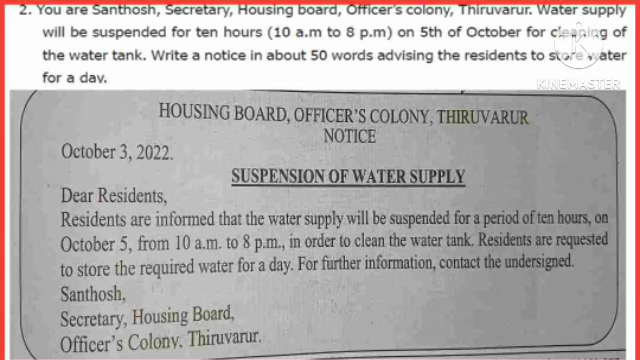 2. You are Santhosh, Secretary, Housing board, Officer's colony, Thiruvarur. Water supply
will be suspended for ten hours (10 a.m to 8 p.m) on 5th of October for cleaning of
the water tank. Write a notice in about 50 words advising the residents to store water
for a day.
KINEMASTER
HOUSING BOARD, OFFICER'S COLONY, THIRUVARUR
NOTICE
October 3, 2022.
SUSPENSION OF WATER SUPPLY
Dear Residents,
Residents are informed that the water supply will be suspended for a period of ten hours, on
October 5, from 10 a.m. to 8 p.m., in order to clean the water tank. Residents are requested
to store the required water for a day. For further information, contact the undersigned.
Santhosh,
Secretary, Housing Board,
Officer's Colony, Thiruvarur.